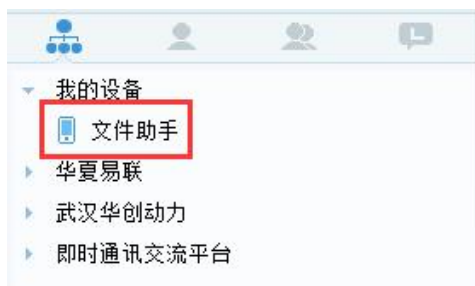 我的设备
文件助手
华夏易联
武汉华创动力
即时通讯交流平台